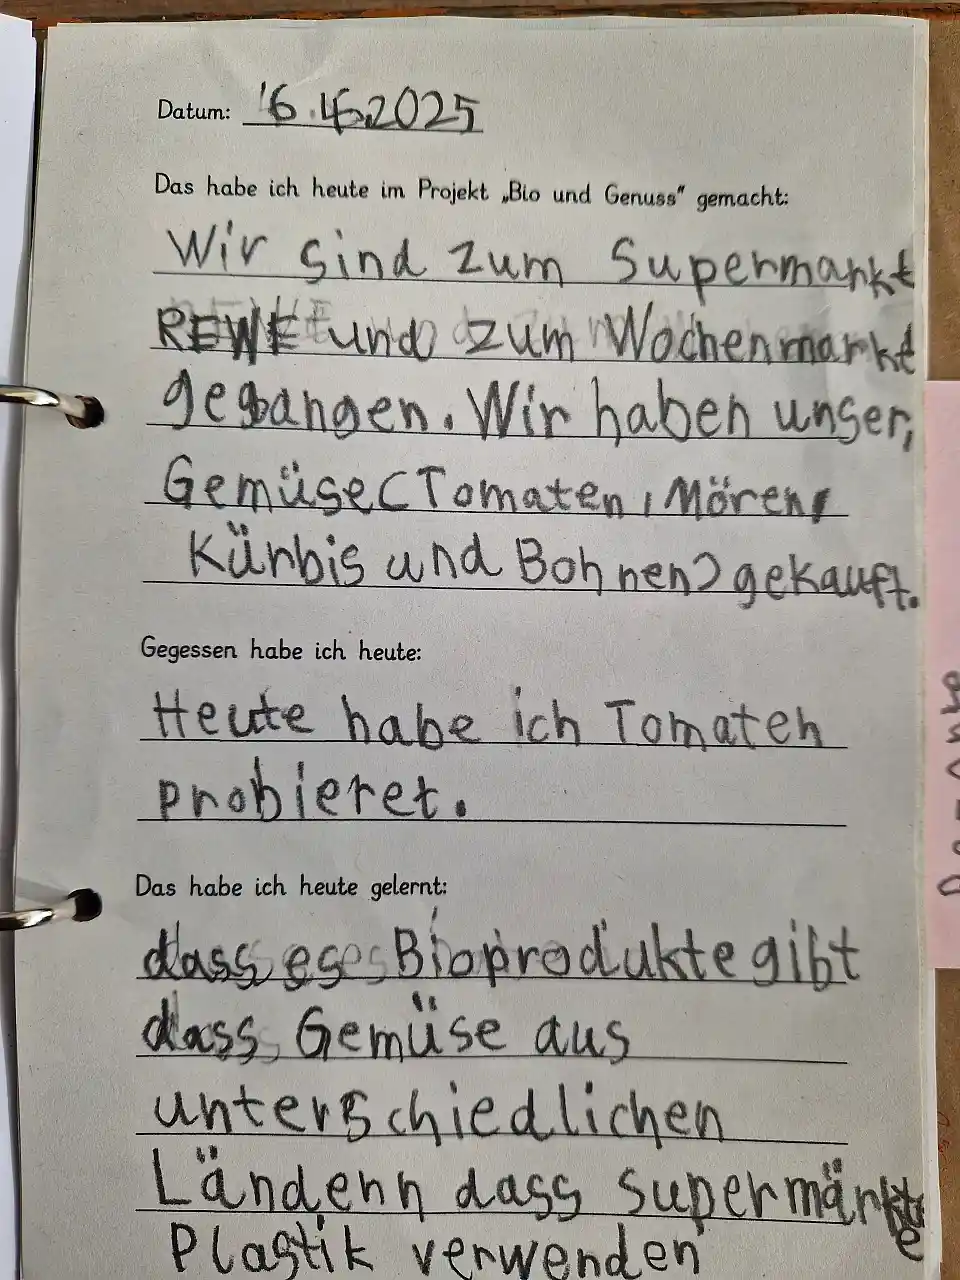 Datum: 16.4.2025
Das habe ich heute im Projekt „Bio und Genuss“ gemacht:
Wir sind zum Supermarkt
REWE und zum Wochenmarkt
gegangen. Wir haben unser,
Gemüse (Tomaten, Mören,
Kürbis und Bohnen) gekauft.
Gegessen habe ich heute:
Heute habe ich Tomaten
probieret.
Das habe ich heute gelernt:
dass es Bioprodukte gibt
dass Gemüse aus
unterschiedlichen
Ländenn dass supermärkte
Plastik verwenden